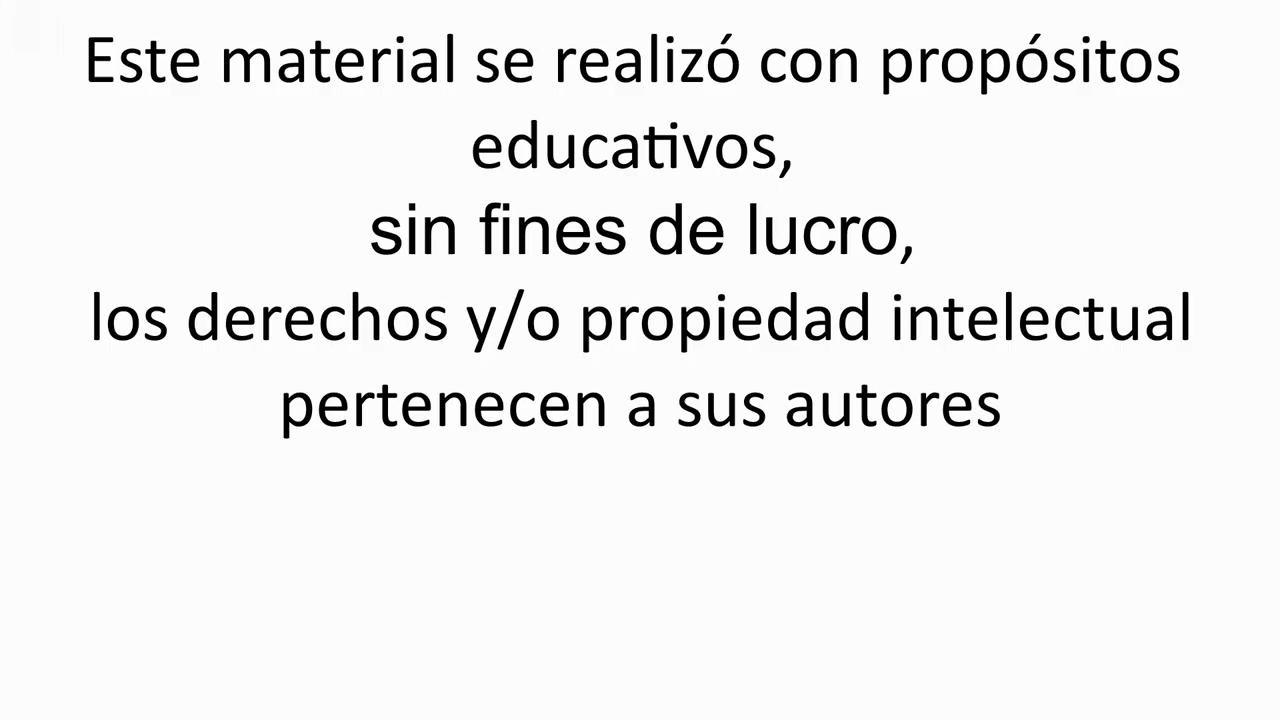 Este material se realizó con propósitos
educativos,
sin fines de lucro,
los derechos y/o propiedad intelectual
pertenecen a sus autores